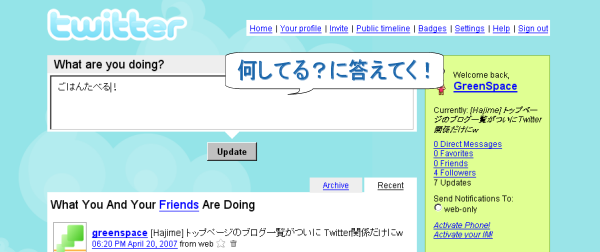 twitter
Home | Your profile | Invite | Public timeline | Badges | Settings | Help | Sign out
What are you doing?
何してる?に答えてく!
ごはんたべる!
Update
Welcome back,
GreenSpace
Currently: [Hajime]トップペー
ジのブログ一覧がついにTwitter
関係だけにw
0 Direct Messages
0 Favorites
0 Friends
4 Followers
7 Updates
Send Notifications To:
web-only
Activate Phone!
Activate your IM!
Archive
Recent
What You And Your Friends Are Doing
greenspace [Hajime]トップページのブログ一覧がついに Twitter関係だけにw
06:20 PM April 20, 2007 from web